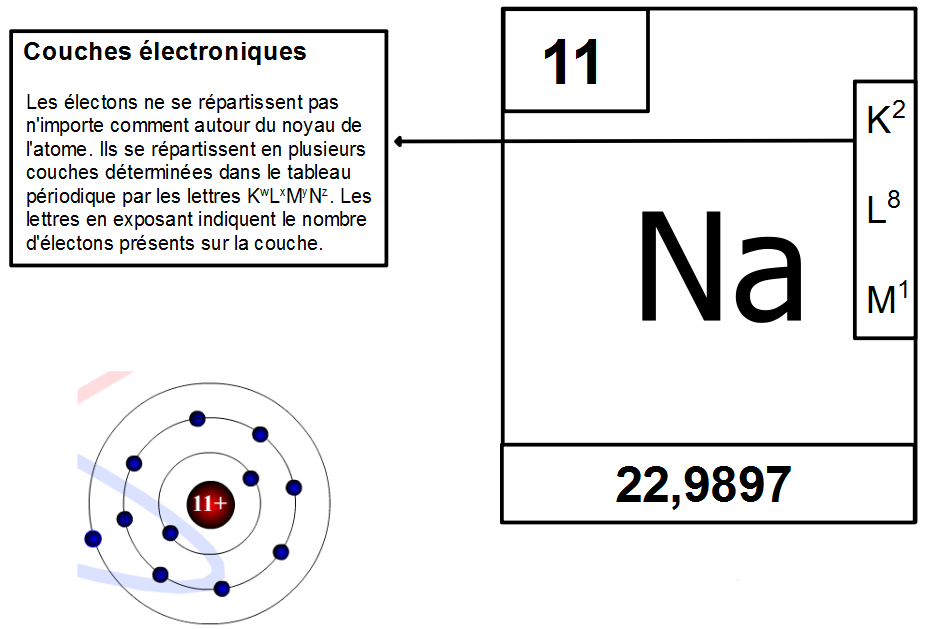 Couches électroniques
Les électons ne se répartissent pas
n'importe comment autour du noyau de
l'atome. Ils se répartissent en plusieurs
couches déterminées dans le tableau
périodique par les lettres KʷLˣMʸNᶻ. Les
lettres en exposant indiquent le nombre
d'électons présents sur la couche.
11
K²
L⁸
M¹
Na
22,9897
11+